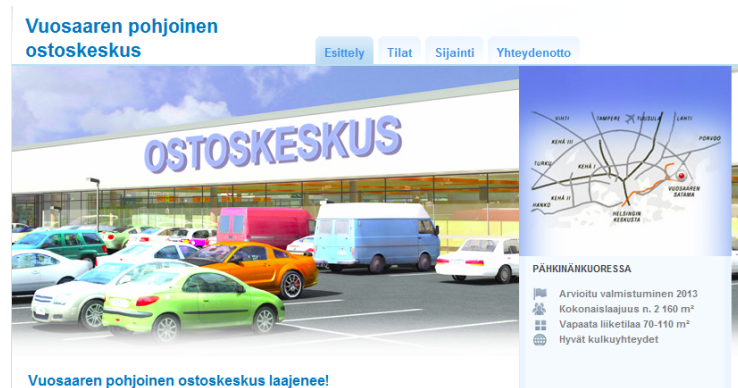 Vuosaaren pohjoinen
ostoskeskus
Esittely Tilat Sijainti Yhteydenotto
OSTOSKESKUS
VIHTI TAMPERE TUUSULA LAHTI
PORVOO
KEHÄ III
TURKU KEHÄ I
KEHÄ II
VUOSAAREN
SATAMA
HANKO
HELSINGIN
KESKUSTA
PÄHKINÄNKUORESSA
Arvioitu valmistuminen 2013
Kokonaislaajuus n. 2 160 m²
Vapaata liiketilaa 70-110 m²
Hyvät kulkuyhteydet
Vuosaaren pohjoinen ostoskeskus laajenee!